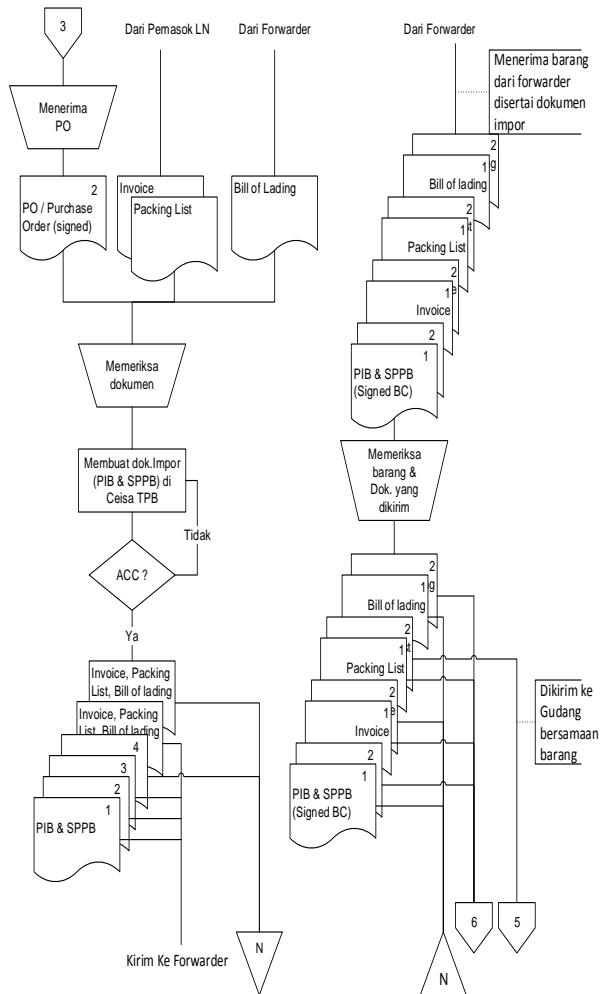 3
Dari Pemasok LN
Dari Forwarder
Menerima
PO
2
PO / Purchase
Order (signed)
Invoice
Packing List
Bill of Lading
Memeriksa
dokumen
Membuat dok.Impor
(PIB & SPPB) di
Ceisa TPB
Tidak
ACC ?
Ya
Invoice, Packing
List, Bill of lading
Invoice, Packing
List, Bill of lading
4
3
2
1
PIB & SPPB
Kirim Ke Forwarder
N
Dari Forwarder
Menerima barang
dari forwarder
disertai dokumen
impor
2
g
1
Bill of lading
2
t
1
Packing List
2
e
1
Invoice
2
1
PIB & SPPB
(Signed BC)
Memeriksa
barang &
Dok. yang
dikirim
2
g
1
Bill of lading
2
t
1
Packing List
2
e
1
Invoice
2
1
PIB & SPPB
(Signed BC)
Dikirim ke
Gudang
bersamaan
barang
6
5
N